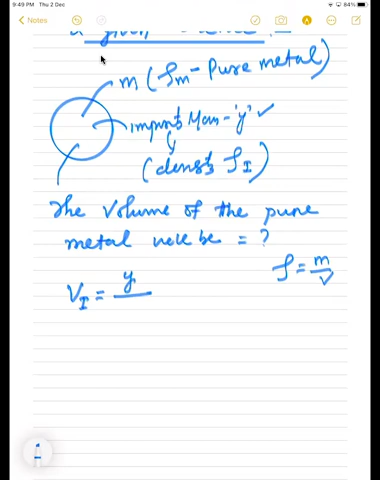 9:49 PM Thu 2 Dec
84%
Notes
a given
m (ρm - Pure metal)
Mass - 'y' ✓
(density ρI)
The Volume of the pure
metal will be = ?
VI = y
ρ = m/V